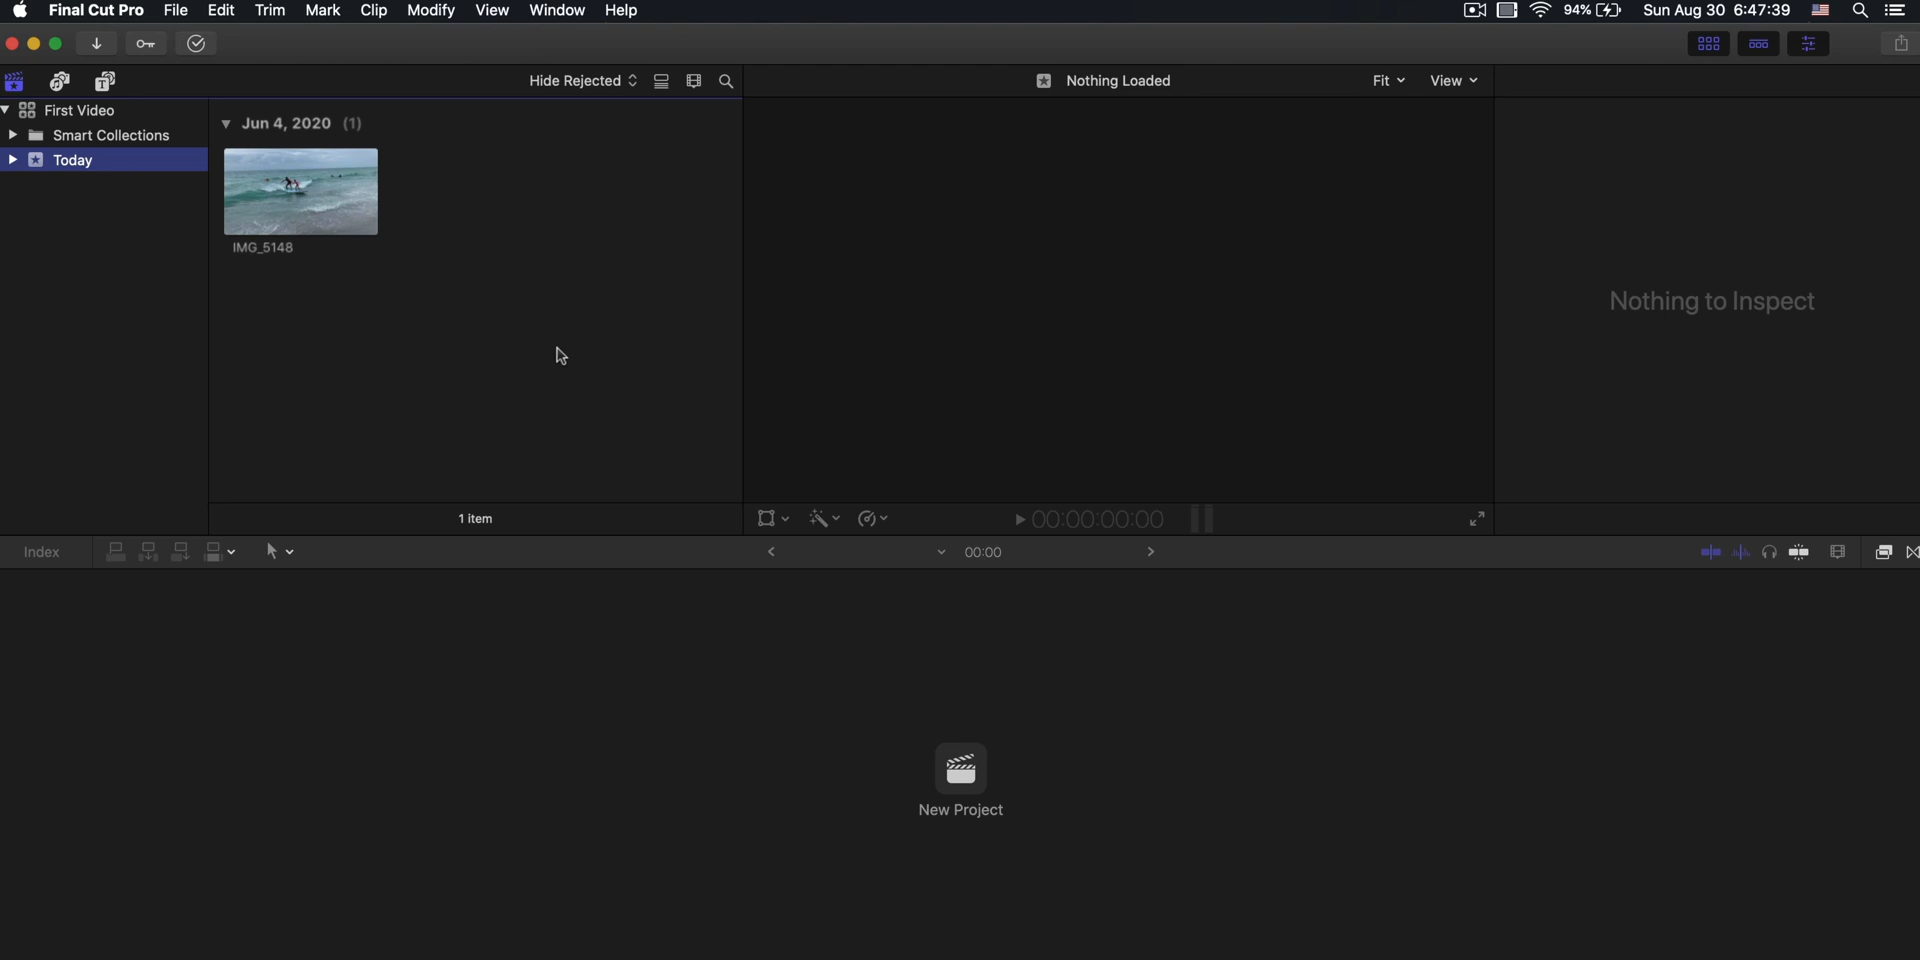 Final Cut Pro File Edit Trim Mark Clip Modify View Window Help 94% Sun Aug 30 6:47:39
Hide Rejected Nothing Loaded Fit View
First Video
Smart Collections
Today
Jun 4, 2020 (1)
IMG_5148
Nothing to Inspect
1 item
00:00:00:00
Index
00:00
New Project